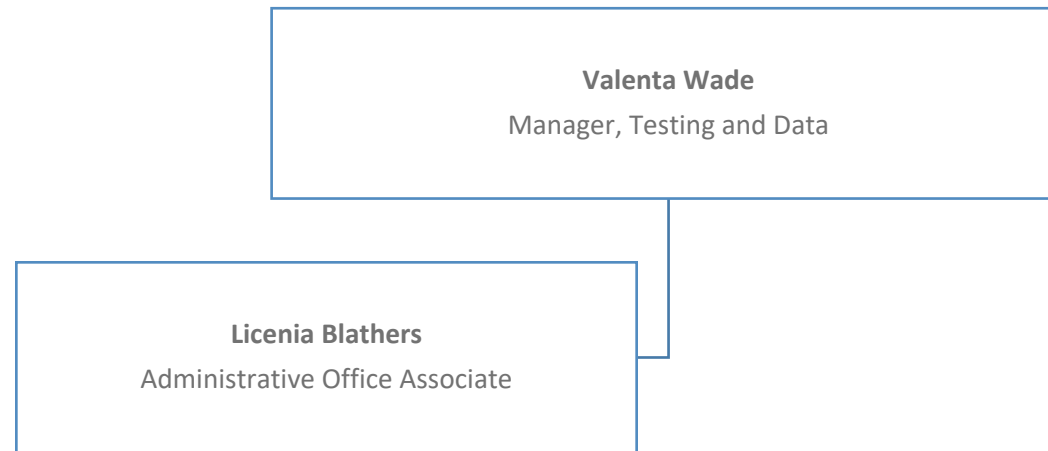 Valenta Wade
Manager, Testing and Data
Licenia Blathers
Administrative Office Associate